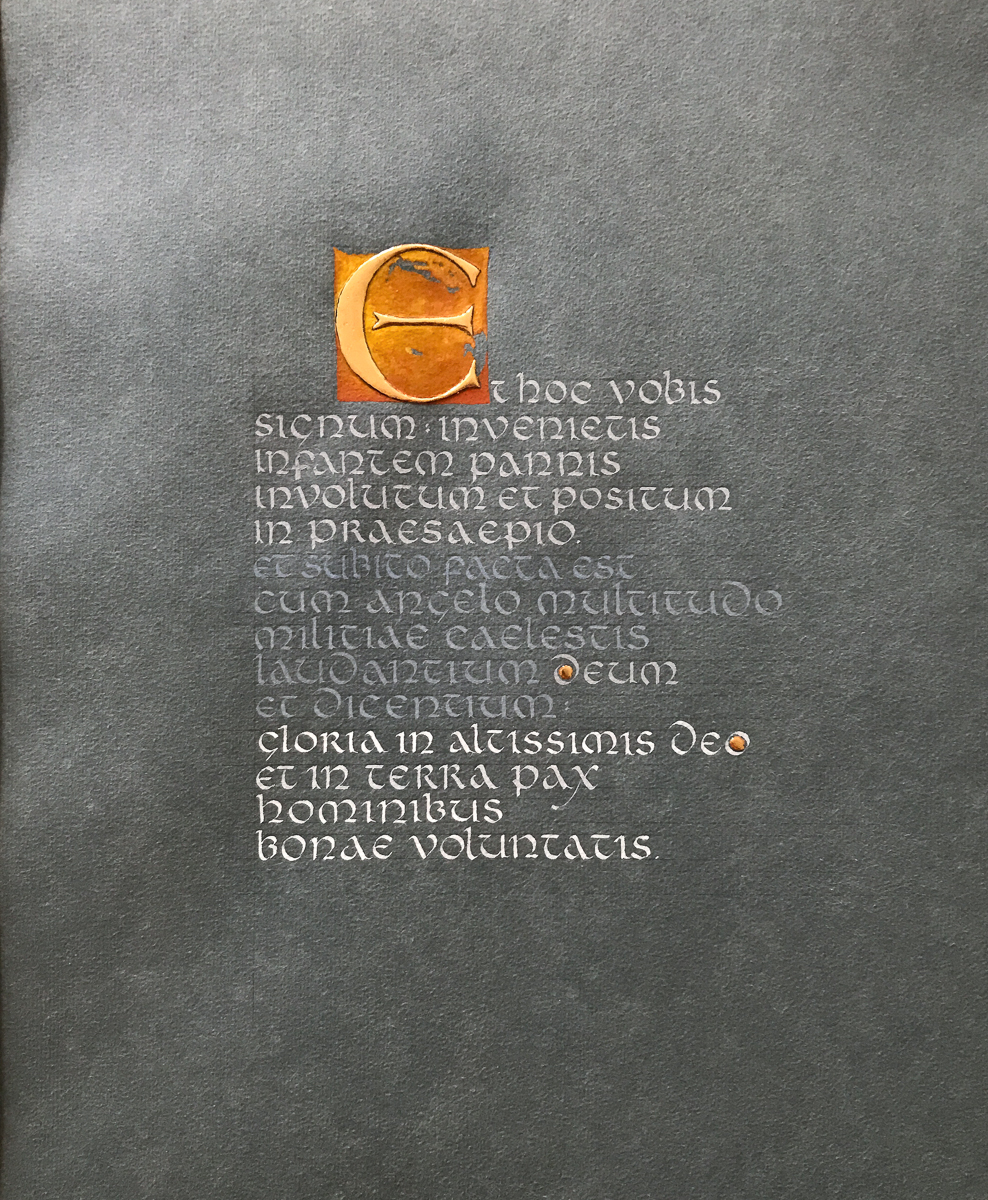 Et hoc vobis
signum: invenietis
infantem pannis
involutum et positum
in praesaepio.
et subito facta est
cum angelo multitudo
militiae caelestis
laudantium deum
et dicentium:
gloria in altissimis deo
et in terra pax
hominibus
bonae voluntatis.